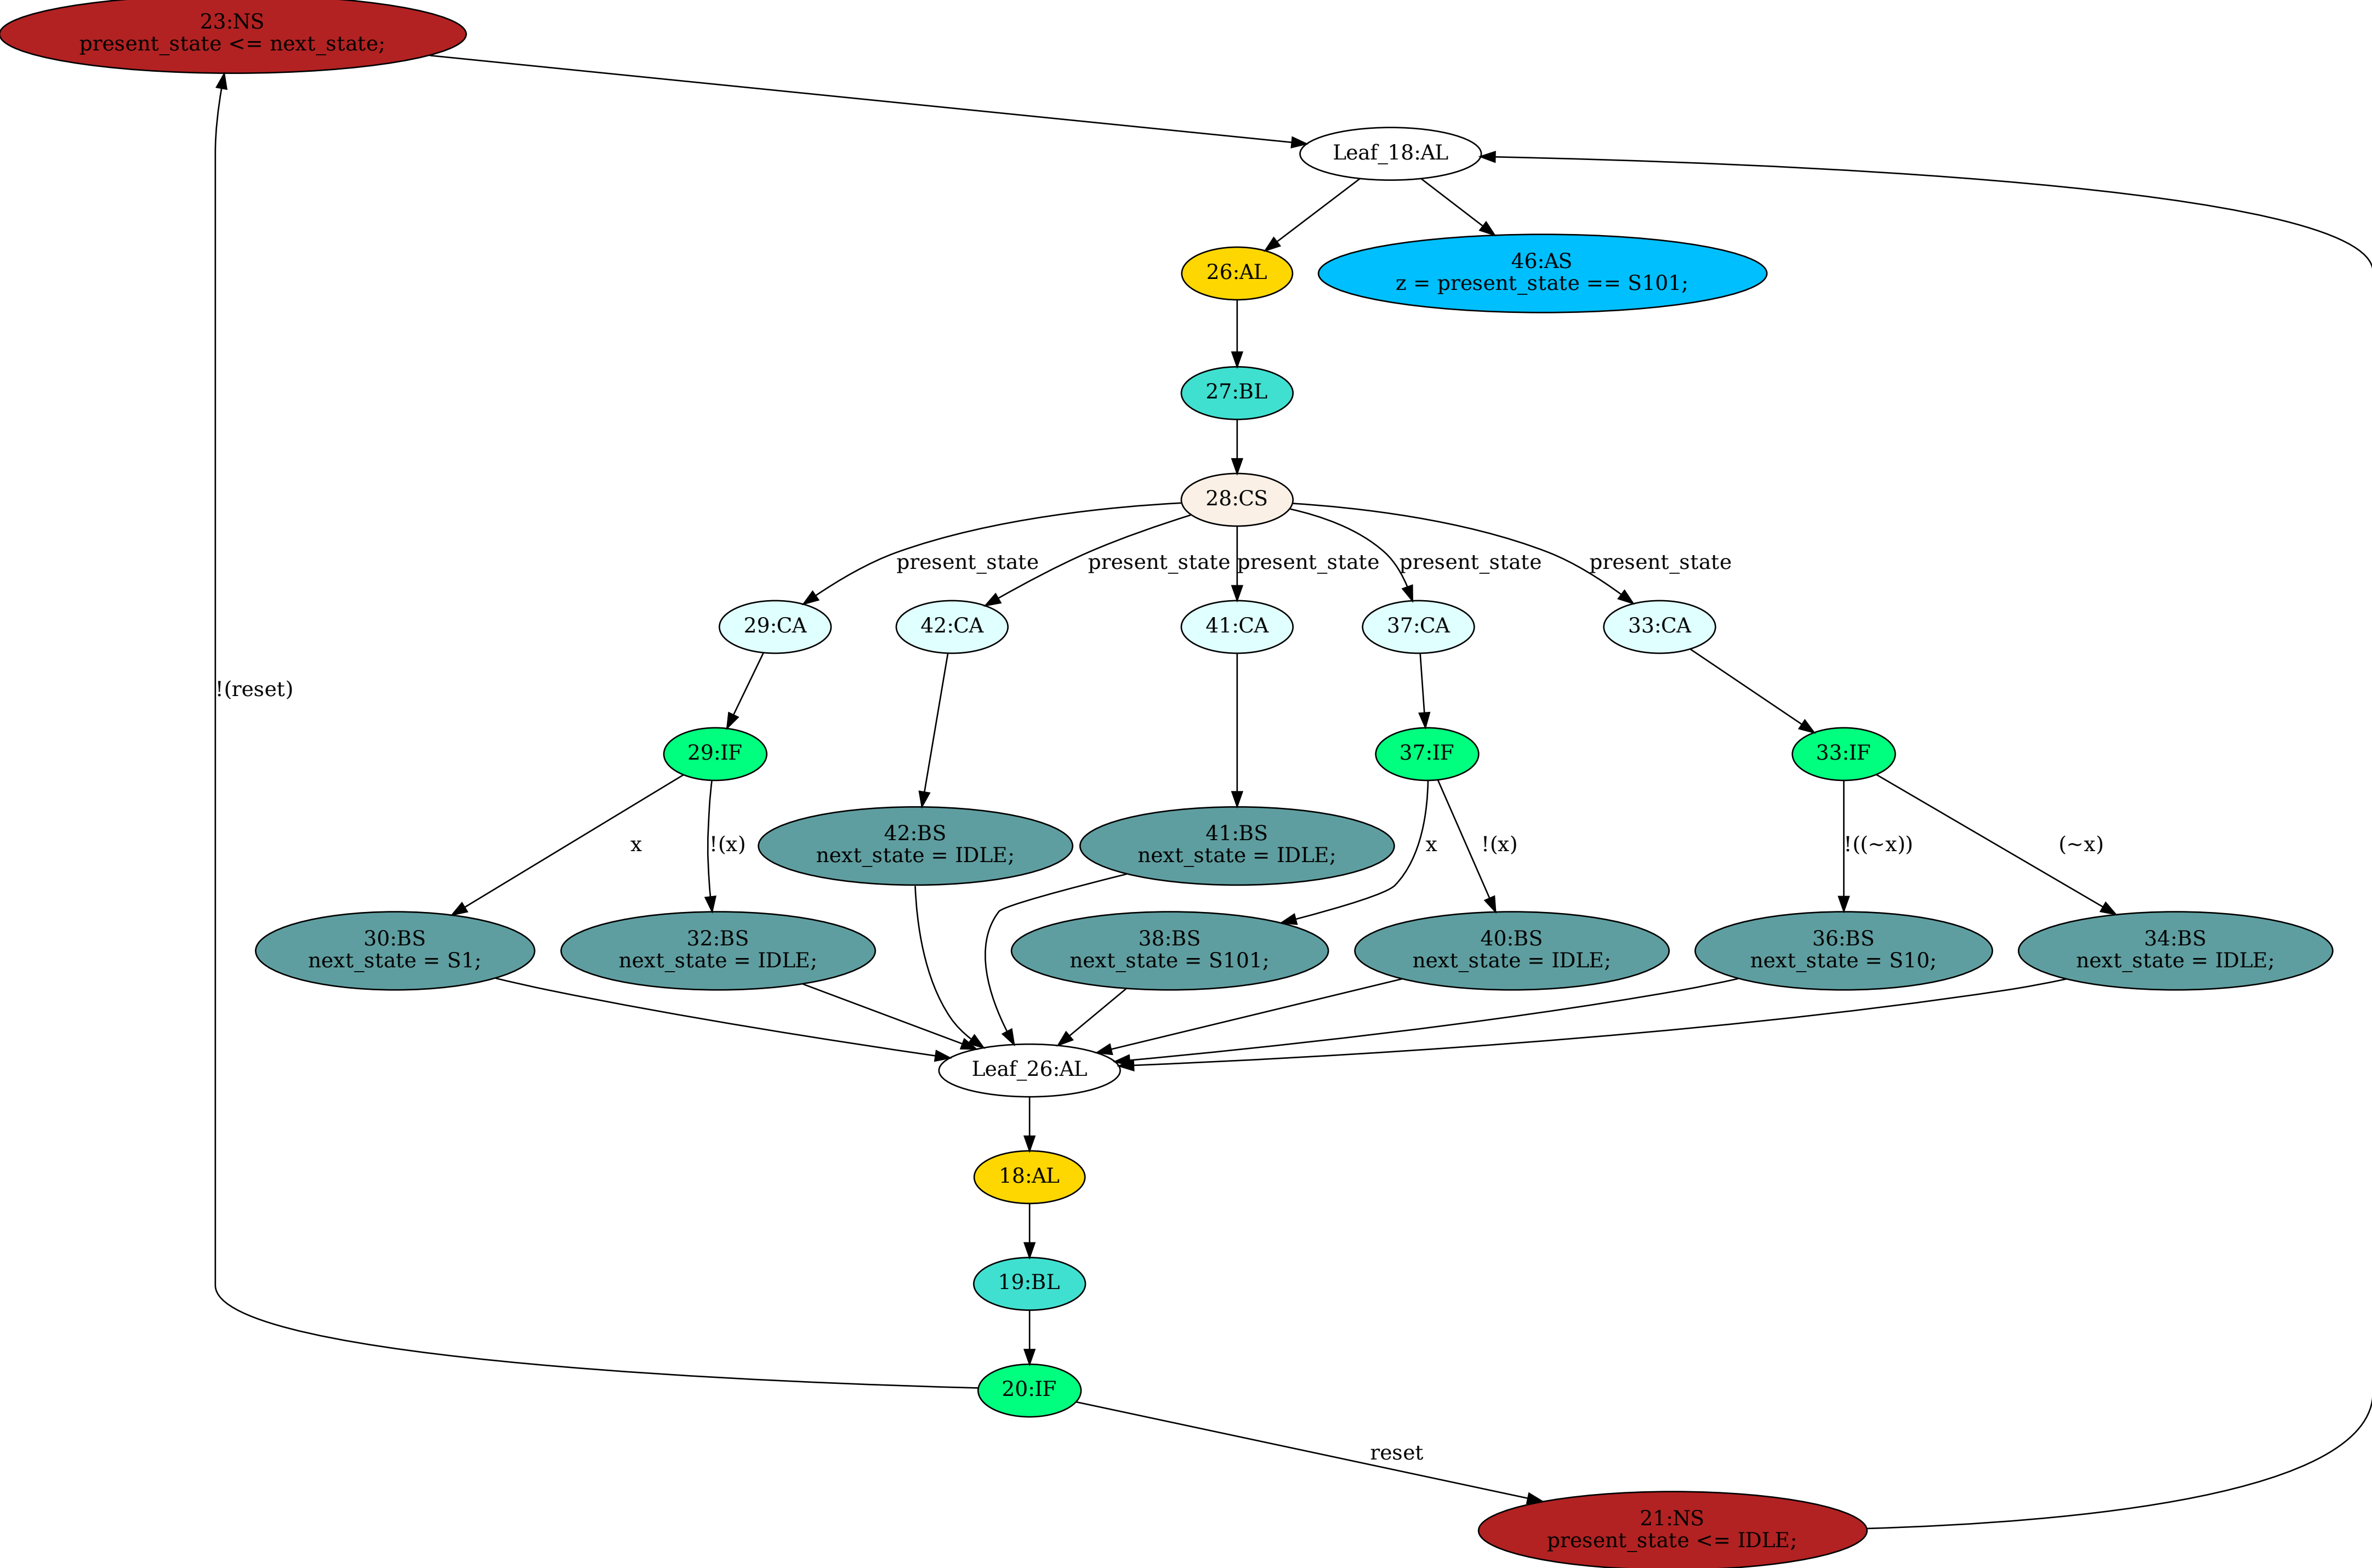 23:NS
present_state <= next_state;
Leaf_18:AL
26:AL
46:AS
z = present_state == S101;
27:BL
28:CS
present_state
present_state
present_state
present_state
present_state
29:CA
42:CA
41:CA
37:CA
33:CA
!(reset)
29:IF
37:IF
33:IF
x
!(x)
42:BS
next_state = IDLE;
41:BS
next_state = IDLE;
x
!(x)
!((~x))
(~x)
30:BS
next_state = S1;
32:BS
next_state = IDLE;
38:BS
next_state = S101;
40:BS
next_state = IDLE;
36:BS
next_state = S10;
34:BS
next_state = IDLE;
Leaf_26:AL
18:AL
19:BL
20:IF
reset
21:NS
present_state <= IDLE;